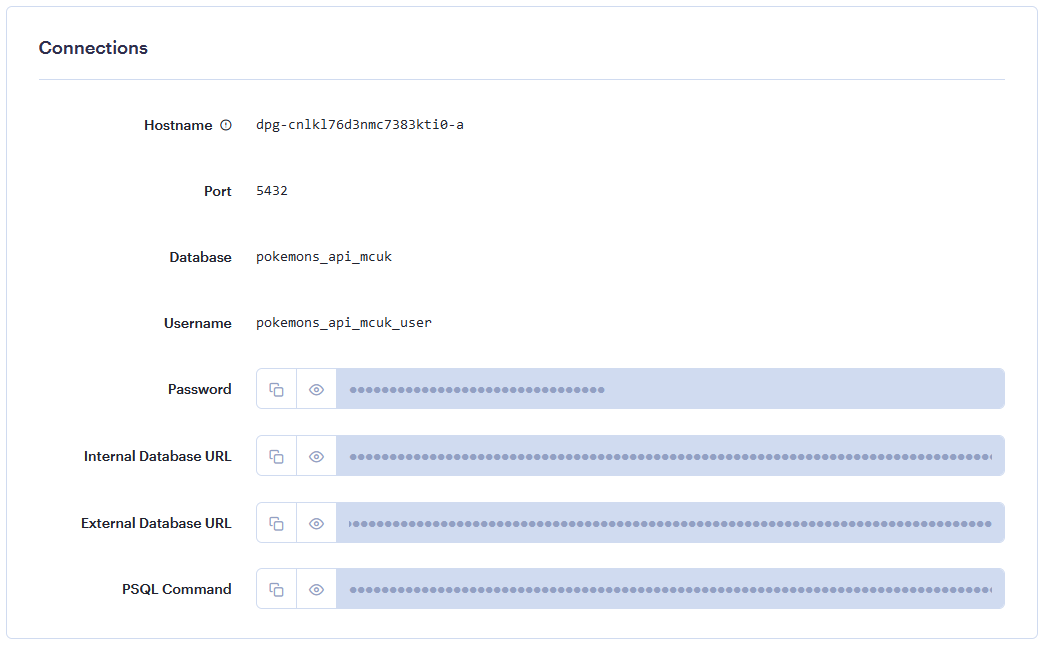 Connections
Hostname
dpg-cnlkl76d3nmc7383kti0-a
Port
5432
Database
pokemons_api_mcuk
Username
pokemons_api_mcuk_user
Password
Internal Database URL
External Database URL
PSQL Command